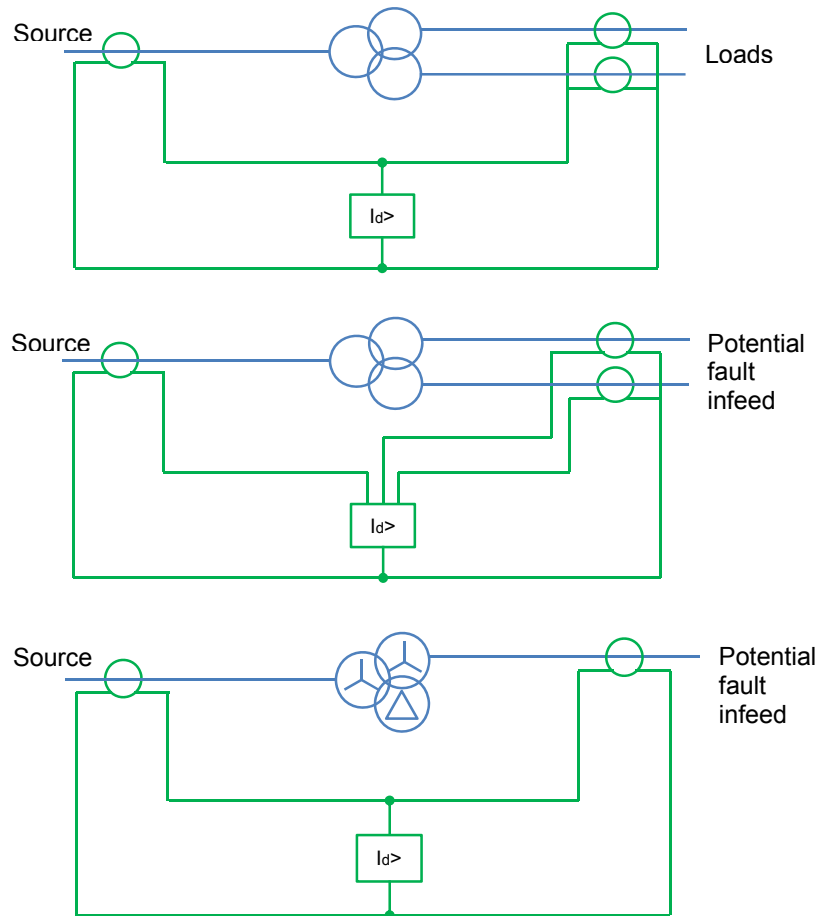 Source
Loads
Id>
Source
Potential
fault
infeed
Id>
Source
Potential
fault
infeed
Id>